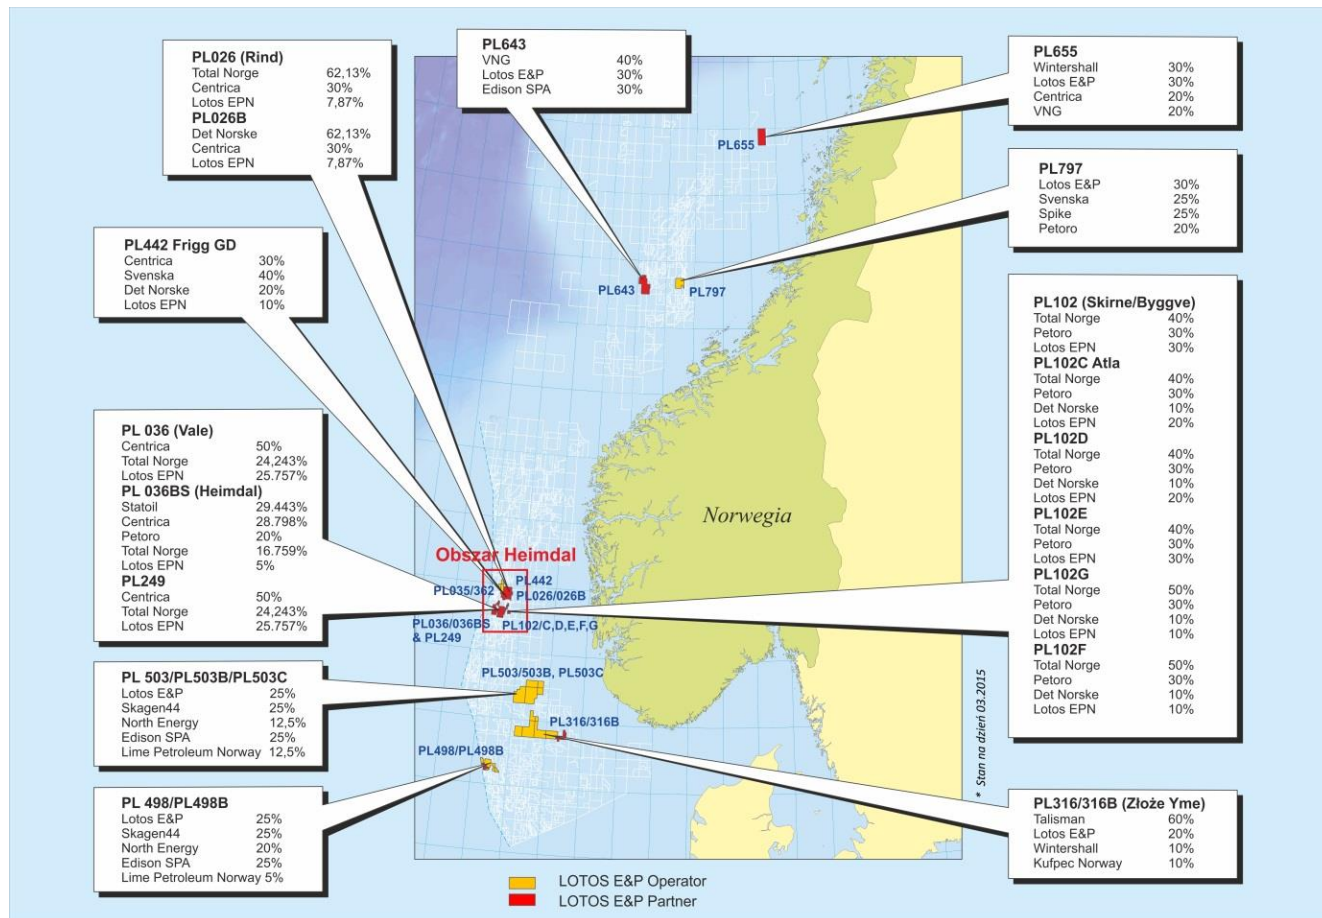 PL026 (Rind)
Total Norge 62,13%
Centrica 30%
Lotos EPN 7,87%
PL026B
Det Norske 62,13%
Centrica 30%
Lotos EPN 7,87%
PL643
VNG 40%
Lotos E&P 30%
Edison SPA 30%
PL655
Wintershall 30%
Lotos E&P 30%
Centrica 20%
VNG 20%
PL797
Lotos E&P 30%
Svenska 25%
Spike 25%
Petoro 20%
PL442 Frigg GD
Centrica 30%
Svenska 40%
Det Norske 20%
Lotos EPN 10%
PL 036 (Vale)
Centrica 50%
Total Norge 24,243%
Lotos EPN 25.757%
PL 036BS (Heimdal)
Statoil 29.443%
Centrica 28.798%
Petoro 20%
Total Norge 16.759%
Lotos EPN 5%
PL249
Centrica 50%
Total Norge 24,243%
Lotos EPN 25.757%
PL 503/PL503B/PL503C
Lotos E&P 25%
Skagen44 25%
North Energy 12,5%
Edison SPA 25%
Lime Petroleum Norway 12,5%
PL 498/PL498B
Lotos E&P 25%
Skagen44 25%
North Energy 20%
Edison SPA 25%
Lime Petroleum Norway 5%
PL102 (Skirne/Byggve)
Total Norge 40%
Petoro 30%
Lotos EPN 30%
PL102C Atla
Total Norge 40%
Petoro 30%
Det Norske 10%
Lotos EPN 20%
PL102D
Total Norge 40%
Petoro 30%
Det Norske 10%
Lotos EPN 20%
PL102E
Total Norge 40%
Petoro 30%
Lotos EPN 30%
PL102G
Total Norge 50%
Petoro 30%
Det Norske 10%
Lotos EPN 10%
PL102F
Total Norge 50%
Petoro 30%
Det Norske 10%
Lotos EPN 10%
PL316/316B (Złoże Yme)
Talisman 60%
Lotos E&P 20%
Wintershall 10%
Kufpec Norway 10%
PL655
PL643
PL797
Norwegia
Obszar Heimdal
PL035/362
PL442
PL026/026B
PL036/036BS
& PL249
PL102/C,D,E,F,G
PL503/503B, PL503C
PL316/316B
PL498/PL498B
* Stan na dzień 03.2015
LOTOS E&P Operator
LOTOS E&P Partner